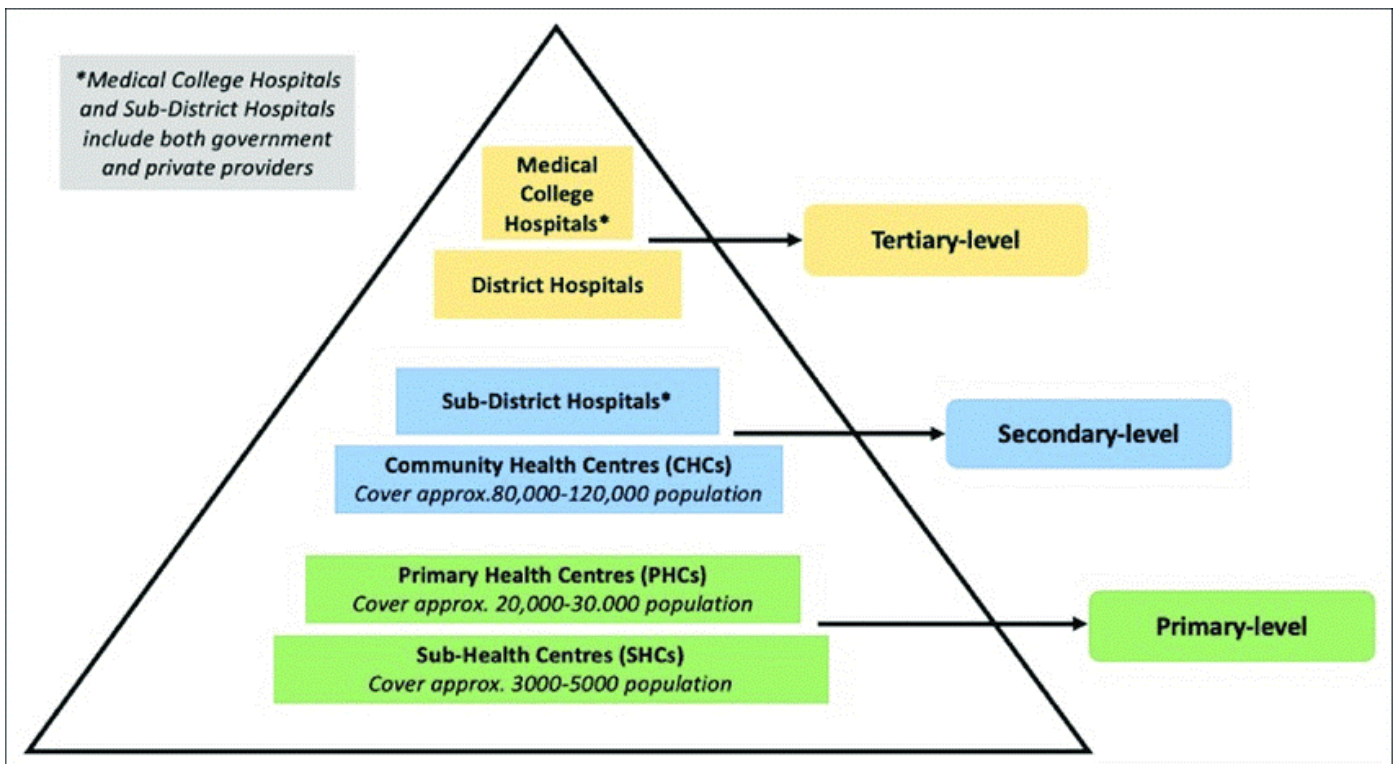 *Medical College Hospitals
and Sub-District Hospitals
include both government
and private providers
Medical
College
Hospitals*
Tertiary-level
District Hospitals
Sub-District Hospitals*
Secondary-level
Community Health Centres (CHCs)
Cover approx.80,000-120,000 population
Primary Health Centres (PHCs)
Cover approx. 20,000-30.000 population
Primary-level
Sub-Health Centres (SHCs)
Cover approx. 3000-5000 population